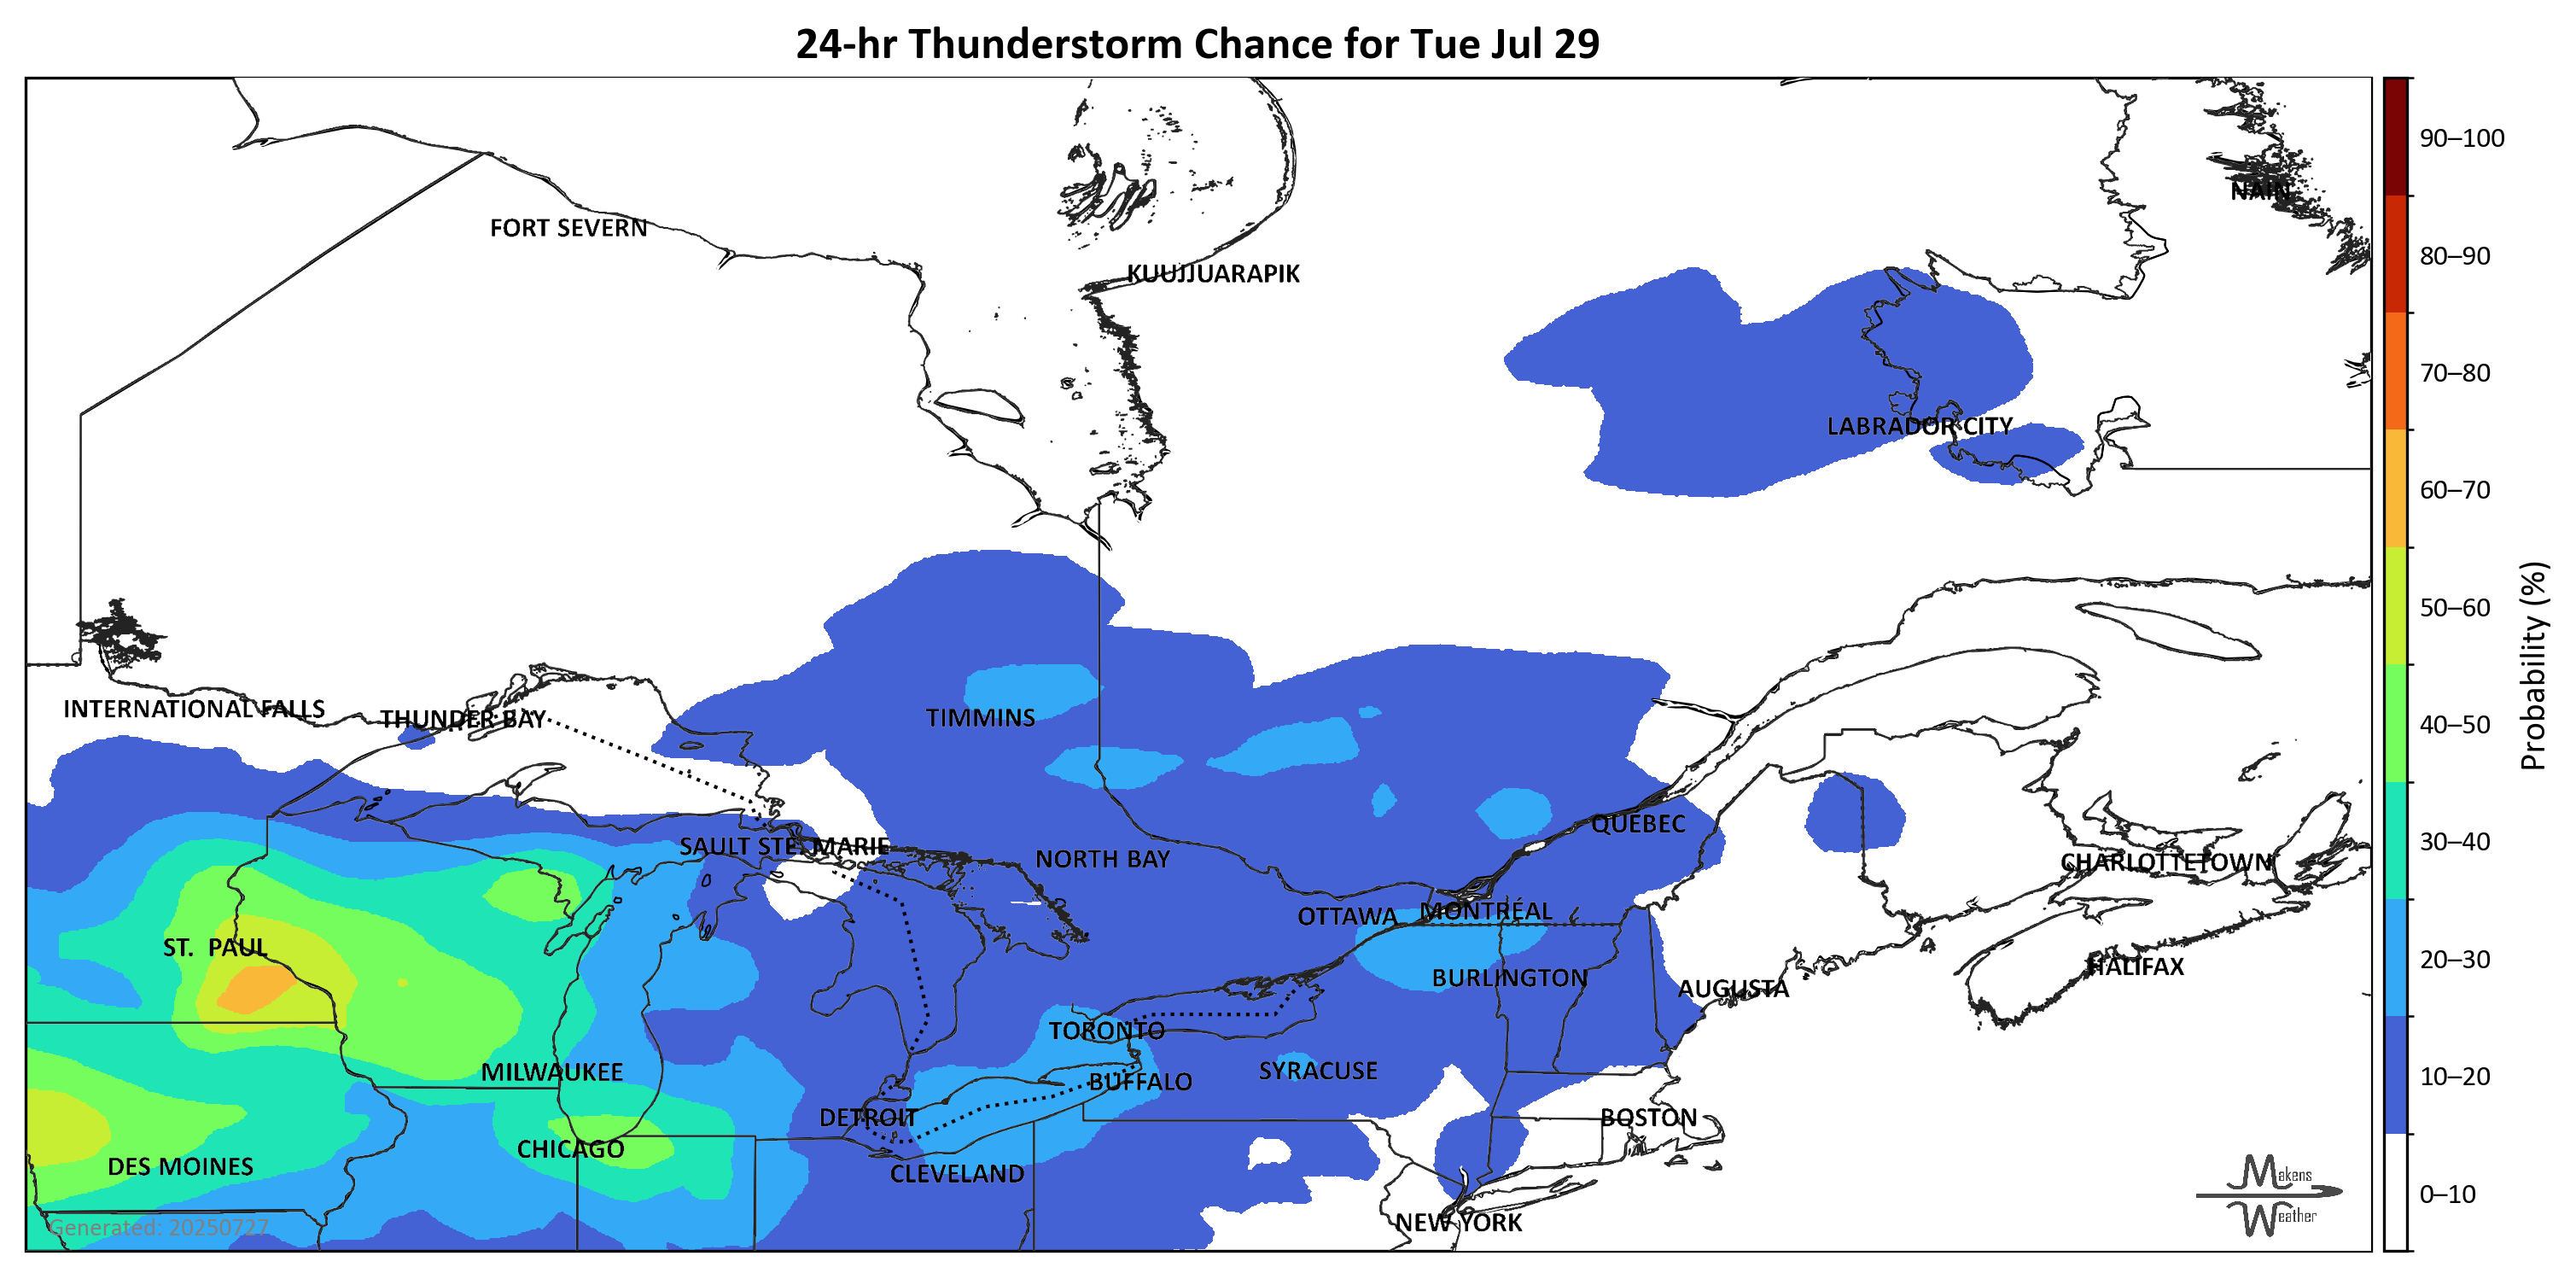 24-hr Thunderstorm Chance for Tue Jul 29
90–100
NAIN
FORT SEVERN
80–90
KUUJJUARAPIK
70–80
LABRADOR CITY
60–70
50–60
Probability (%)
INTERNATIONAL FALLS
THUNDER BAY
TIMMINS
40–50
QUEBEC
SAULT STE. MARIE
30–40
NORTH BAY
CHARLOTTETOWN
OTTAWA
MONTRÉAL
ST. PAUL
20–30
HALIFAX
BURLINGTON
AUGUSTA
TORONTO
MILWAUKEE
SYRACUSE
10–20
BUFFALO
DETROIT
BOSTON
CHICAGO
DES MOINES
CLEVELAND
Makens
Weather
0–10
NEW YORK
Generated: 20250727